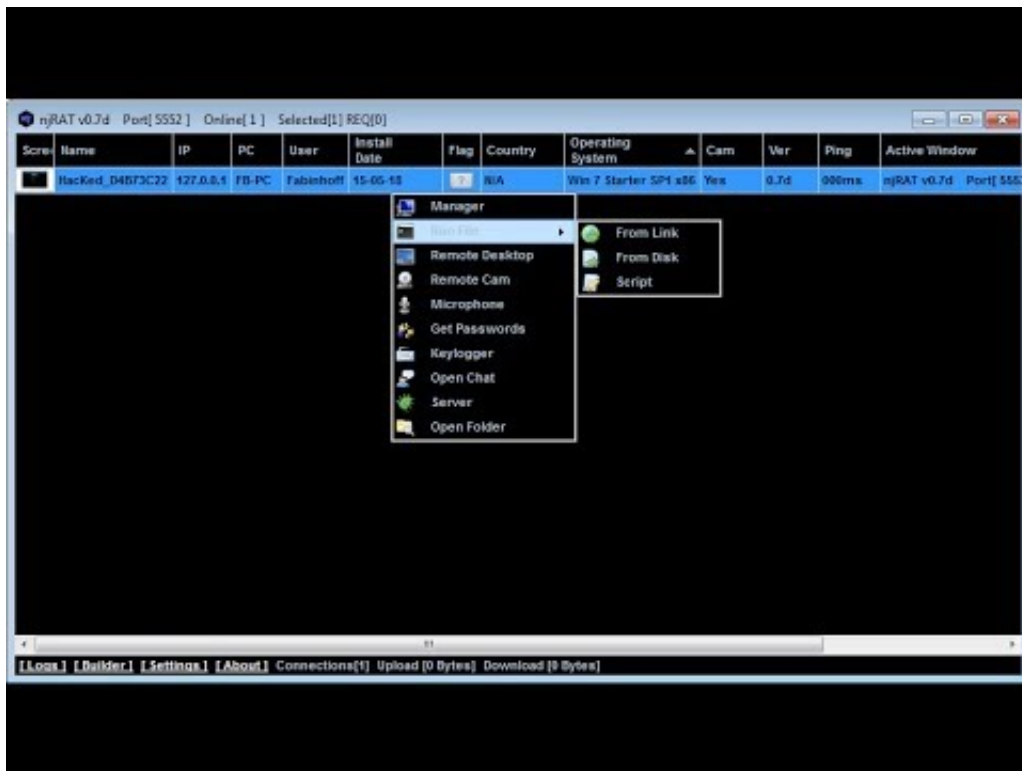 njRAT v0.7d Port[ 5552 ] Online[ 1 ] Selected[1] REQ[0]
Scre Name IP PC User Install Date Flag Country Operating System Cam Ver Ping Active Window
HacKed_D4B73C22 127.0.0.1 FB-PC Fabinhoff 15-05-18 ? N/A Win 7 Starter SP1 x86 Yes 0.7d 000ms njRAT v0.7d Port[ 555
Manager
Run File
From Link
From Disk
Script
Remote Desktop
Remote Cam
Microphone
Get Passwords
Keylogger
Open Chat
Server
Open Folder
[Logs] [Builder] [Settings] [About] Connections[1] Upload [0 Bytes] Download [0 Bytes]